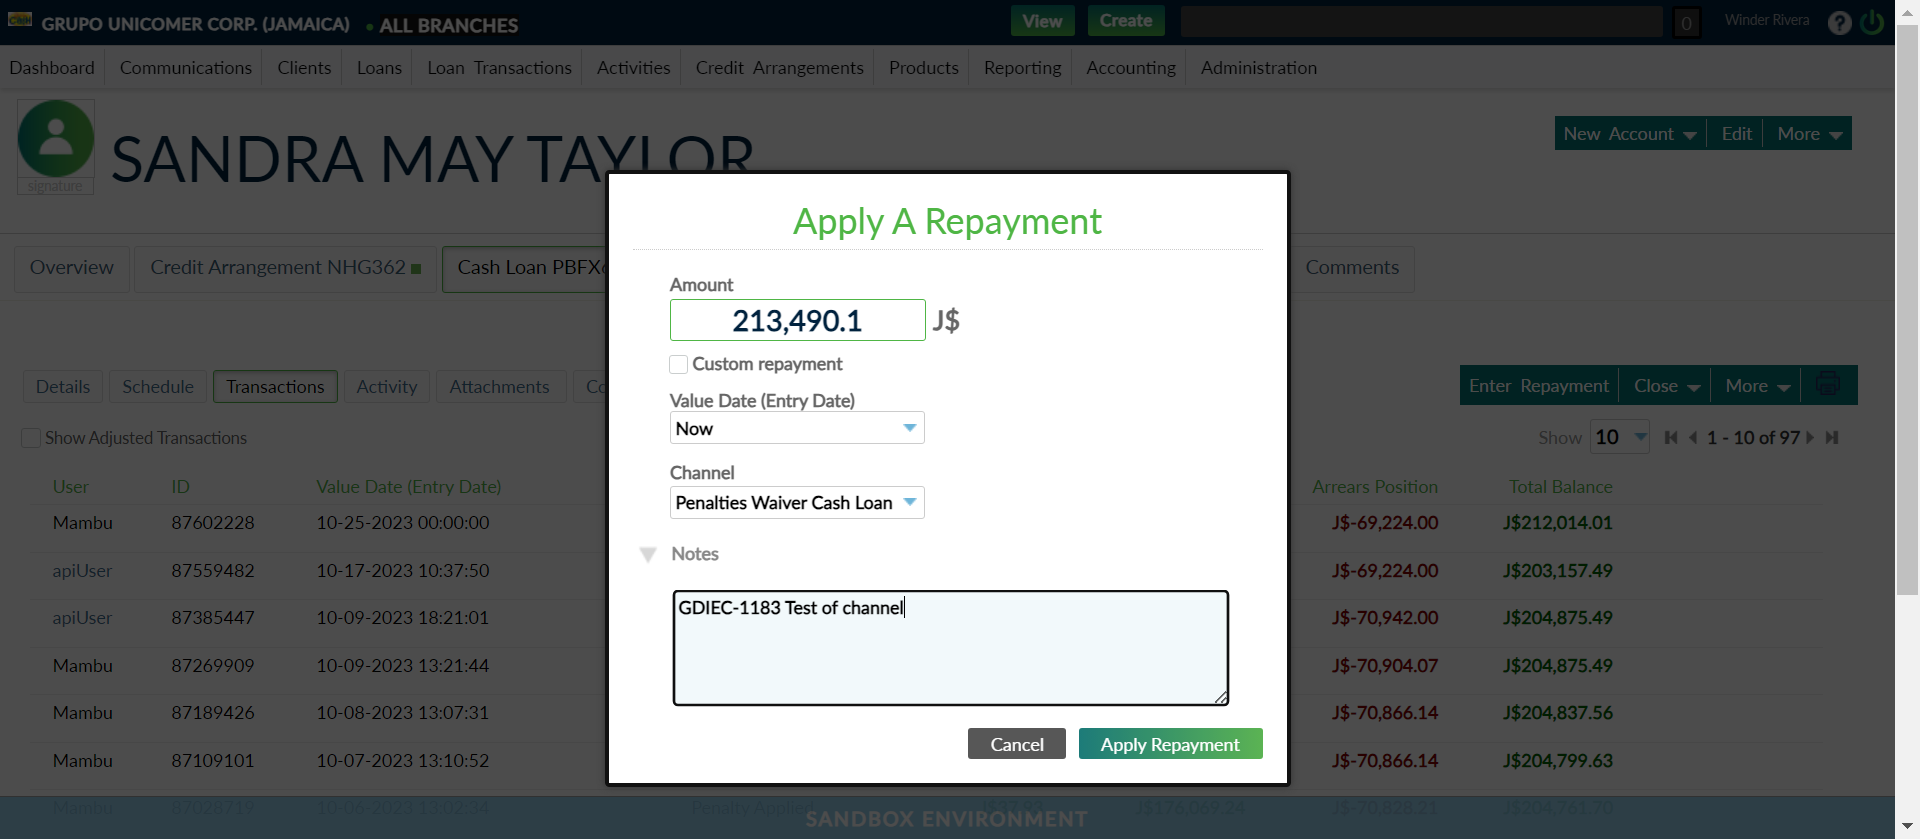 GRUPO UNICOMER CORP. (JAMAICA) • ALL BRANCHES View Create 0 Winder Rivera ?
Dashboard Communications Clients Loans Loan Transactions Activities Credit Arrangements Products Reporting Accounting Administration
signature
SANDRA MAY TAYLOR
New Account Edit More
Overview Credit Arrangement NHG362 Cash Loan PBFX Comments
Details Schedule Transactions Activity Attachments Co
Enter Repayment Close More
Show Adjusted Transactions
Show 10 1 - 10 of 97
User ID Value Date (Entry Date) Arrears Position Total Balance
Mambu 87602228 10-25-2023 00:00:00 J$-69,224.00 J$212,014.01
apiUser 87559482 10-17-2023 10:37:50 J$-69,224.00 J$203,157.49
apiUser 87385447 10-09-2023 18:21:01 J$-70,942.00 J$204,875.49
Mambu 87269909 10-09-2023 13:21:44 J$-70,904.07 J$204,875.49
Mambu 87189426 10-08-2023 13:07:31 J$-70,866.14 J$204,837.56
Mambu 87109101 10-07-2023 13:10:52 J$-70,866.14 J$204,799.63
Mambu 87028719 10-06-2023 13:02:34 Penalty Applied J$37.93 J$176,069.24 J$-70,828.21 J$204,761.70
SANDBOX ENVIRONMENT
Apply A Repayment
Amount
213,490.1 J$
Custom repayment
Value Date (Entry Date)
Now
Channel
Penalties Waiver Cash Loan
Notes
GDIEC-1183 Test of channel
Cancel Apply Repayment